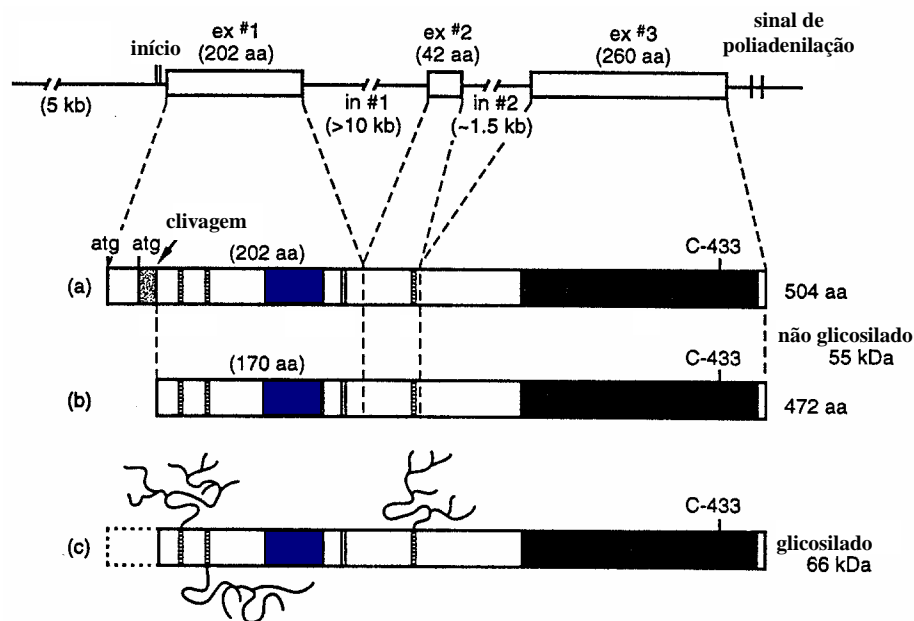 ex #1
(202 aa)
início
ex #2
(42 aa)
ex #3
(260 aa)
sinal de
poliadenilação
(5 kb)
in #1
(>10 kb)
in #2
(~1.5 kb)
clivagem
atg
atg
(202 aa)
C-433
(a)
504 aa
não glicosilado
55 kDa
(170 aa)
C-433
(b)
472 aa
C-433
(c)
glicosilado
66 kDa